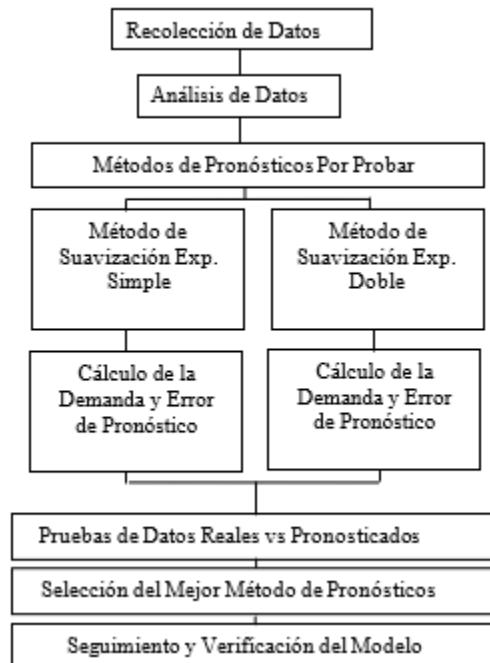 Recolección de Datos
Análisis de Datos
Métodos de Pronósticos Por Probar
Método de
Suavización Exp.
Simple
Método de
Suavización Exp.
Doble
Cálculo de la
Demanda y Error
de Pronóstico
Cálculo de la
Demanda y Error
de Pronóstico
Pruebas de Datos Reales vs Pronosticados
Selección del Mejor Método de Pronósticos
Seguimiento y Verificación del Modelo